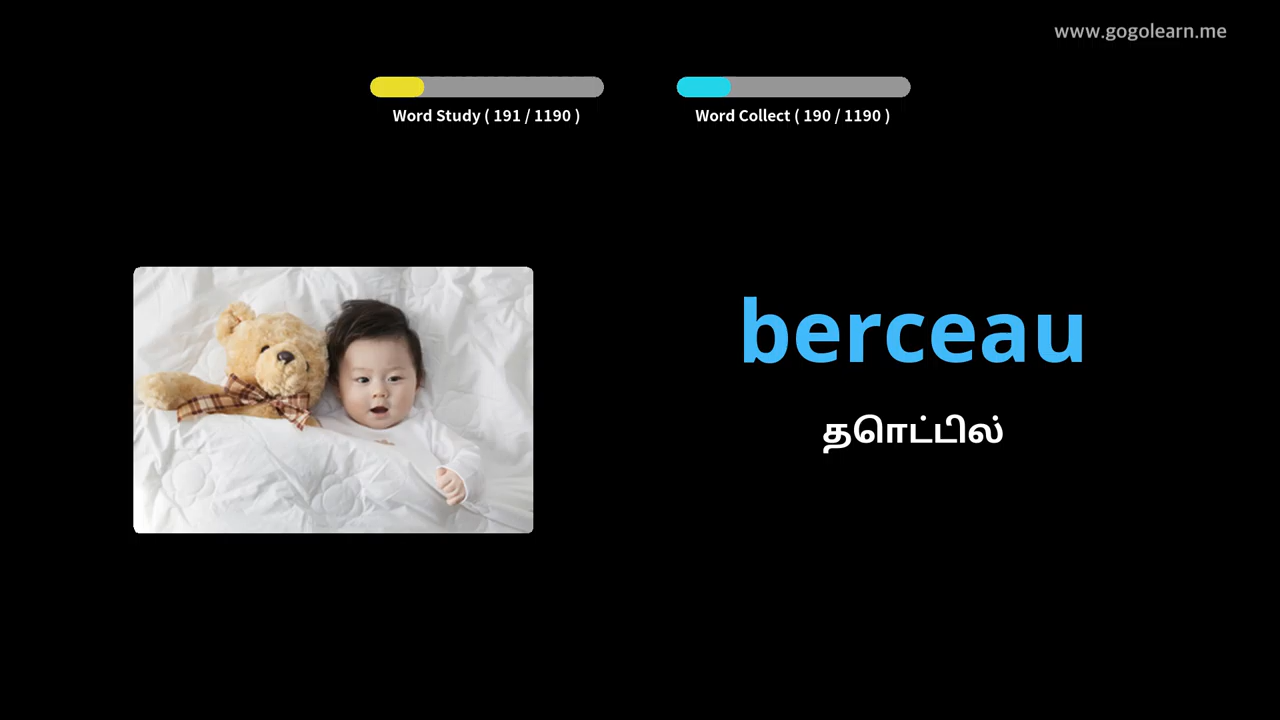 www.gogolearn.me
Word Study ( 191 / 1190 )
Word Collect ( 190 / 1190 )
berceau
தொட்டில்